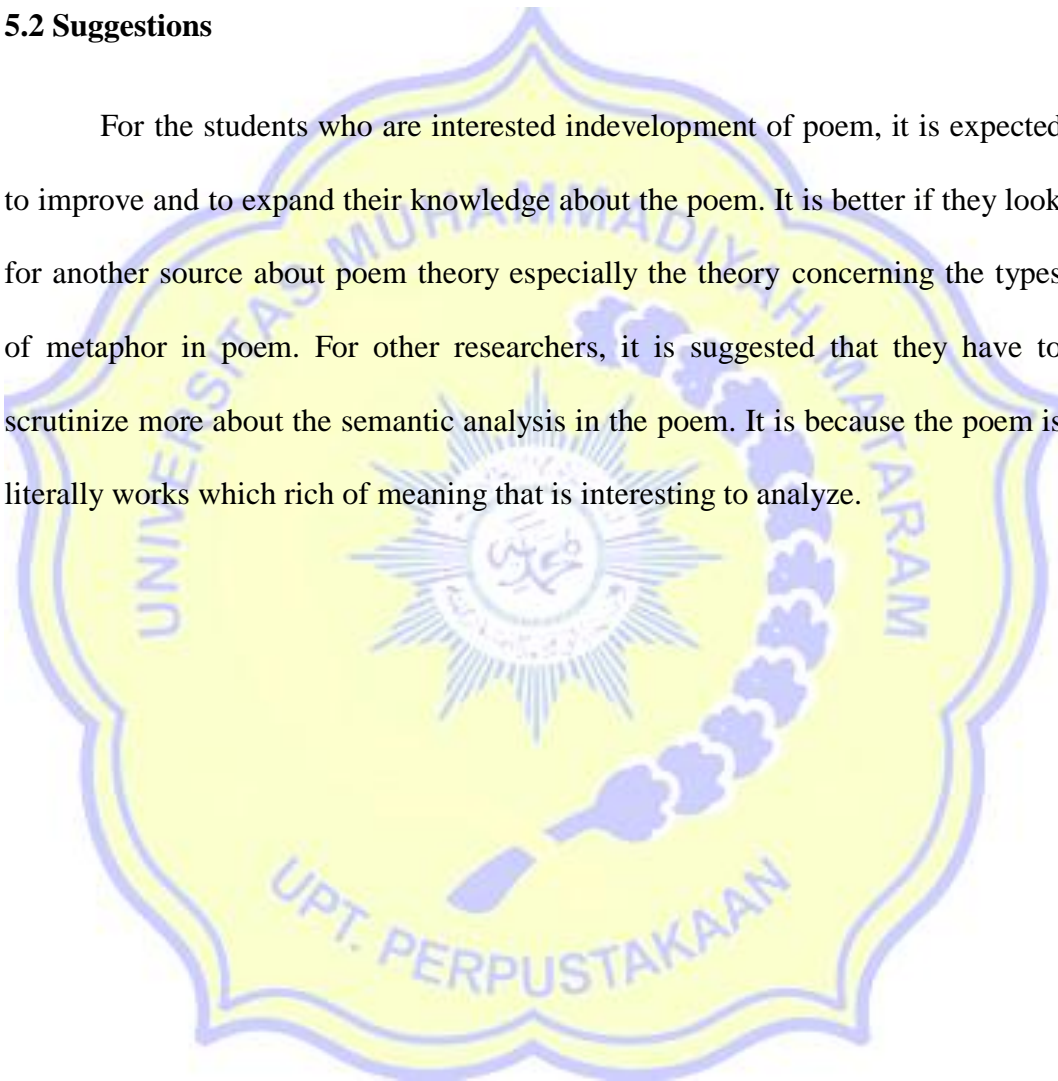 5.2 Suggestions
For the students who are interested indevelopment of poem, it is expected
to improve and to expand their knowledge about the poem. It is better if they look
for another source about poem theory especially the theory concerning the types
of metaphor in poem. For other researchers, it is suggested that they have to
scrutinize more about the semantic analysis in the poem. It is because the poem is
literally works which rich of meaning that is interesting to analyze.
UNIVERSITAS MUHAMMADIYAH MATARAM
UPT. PERPUSTAKAAN